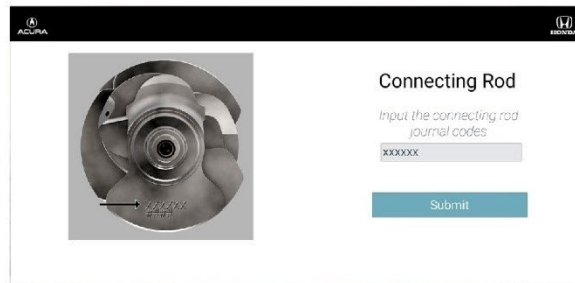 ACURA
HONDA
Connecting Rod
Input the connecting rod
journal codes
xxxxxx
Submit